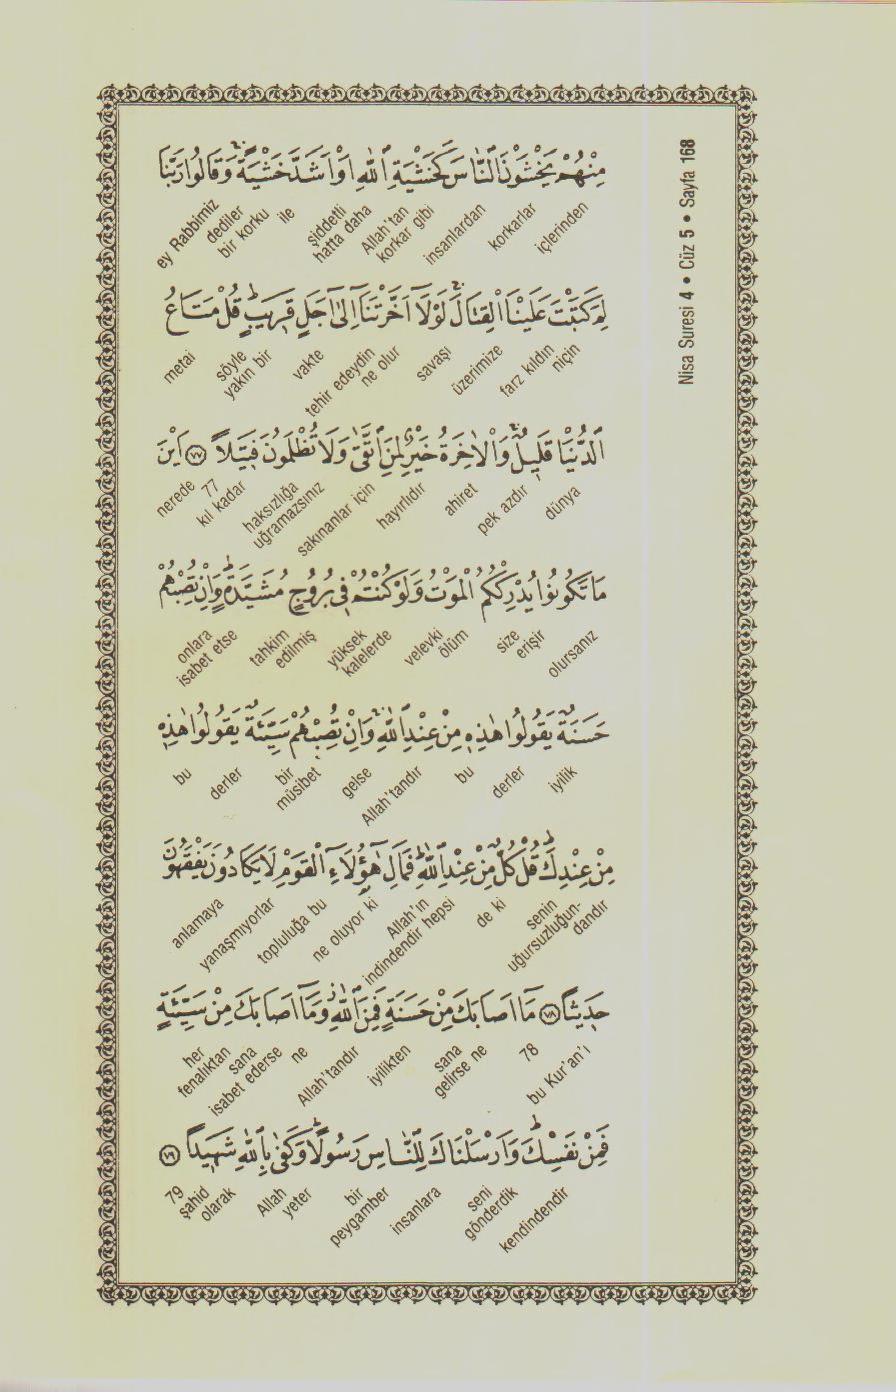 Nisa Suresi 4 • Cüz 5 • Sayfa 168
مِنْهُمْ يَخْشَوْنَ النَّاسَ كَخَشْيَةِ اللّٰهِ اَوْ اَشَدَّ خَشْيَةًۚ وَقَالُوا رَبَّنَا
içlerinden korkarlar insanlardan korkar gibi Allah'tan hatta daha şiddetli ile bir korku dediler ey Rabbimiz
لِمَ كَتَبْتَ عَلَيْنَا الْقِتَالَۚ لَوْلَٓا اَخَّرْتَنَٓا اِلٰٓى اَجَلٍ قَرٖيبٍؕ قُلْ مَتَاعُ
niçin farz kıldın üzerimize savaşı ne olur tehir edeydin vakte yakın bir söyle metai
الدُّنْيَا قَلٖيلٌۚ وَالْاٰخِرَةُ خَيْرٌ لِمَنِ اتَّقٰى وَلَا تُظْلَمُونَ فَتٖيلًا ﴿٧٧﴾ اَيْنَ
dünya pek azdır ahiret hayırlıdır sakınanlar için uğramazsınız haksızlığa kıl kadar 77 nerede
مَا تَكُونُوا يُدْرِكْكُمُ الْمَوْتُ وَلَوْ كُنْتُمْ فٖي بُرُوجٍ مُشَيَّدَةٍؕ وَاِنْ تُصِبْهُمْ
olursanız erişir size ölüm velevki kalelerde yüksek edilmiş tahkim isabet etse onlara
حَسَنَةٌ يَقُولُوا هٰذِهٖ مِنْ عِنْدِ اللّٰهِۚ وَاِنْ تُصِبْهُمْ سَيِّئَةٌ يَقُولُوا هٰذِهٖ
iyilik derler bu Allah'tandır gelse müsibet bir derler bu
مِنْ عِنْدِكَؕ قُلْ كُلٌّ مِنْ عِنْدِ اللّٰهِؕ فَمَالِ هٰٓؤُ۬لَٓاءِ الْقَوْمِ لَا يَكَادُونَ يَفْقَهُونَ
senin uğursuzluğun-dandır de ki indindendir hepsi Allah'ın ne oluyor ki topluluğa bu yanaşmıyorlar anlamaya
حَدٖيثًا ﴿٧٨﴾ مَٓا اَصَابَكَ مِنْ حَسَنَةٍ فَمِنَ اللّٰهِؗ وَمَٓا اَصَابَكَ مِنْ سَيِّئَةٍ
bu Kur'an'ı 78 gelirse ne sana iyilikten Allah'tandır ne isabet ederse sana fenalıktan her
فَمِنْ نَفْسِكَؕ وَاَرْسَلْنَاكَ لِلنَّاسِ رَسُولًاؕ وَكَفٰى بِاللّٰهِ شَهٖيدًا ﴿٧٩﴾
kendindendir gönderdik seni insanlara peygamber bir yeter Allah olarak şahid 79